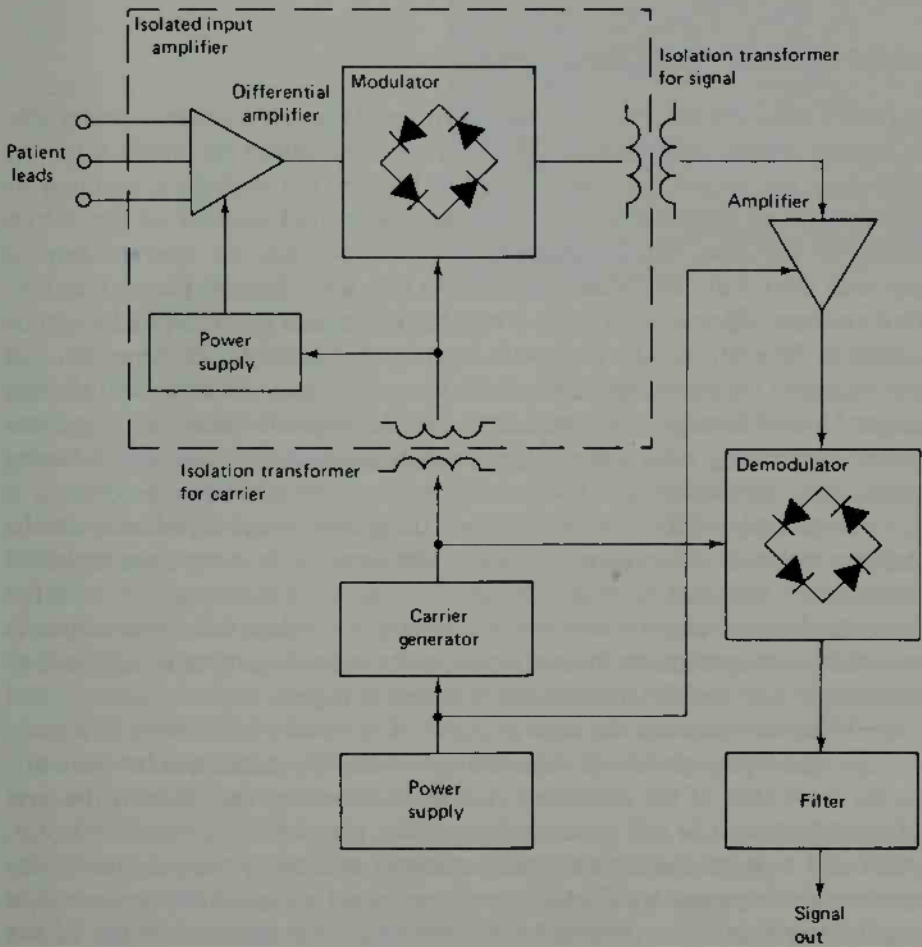 Isolated input
amplifier
Isolation transformer
for signal
Differential
amplifier
Modulator
Patient
leads
Amplifier
Power
supply
Isolation transformer
for carrier
Demodulator
Carrier
generator
Power
supply
Filter
Signal
out